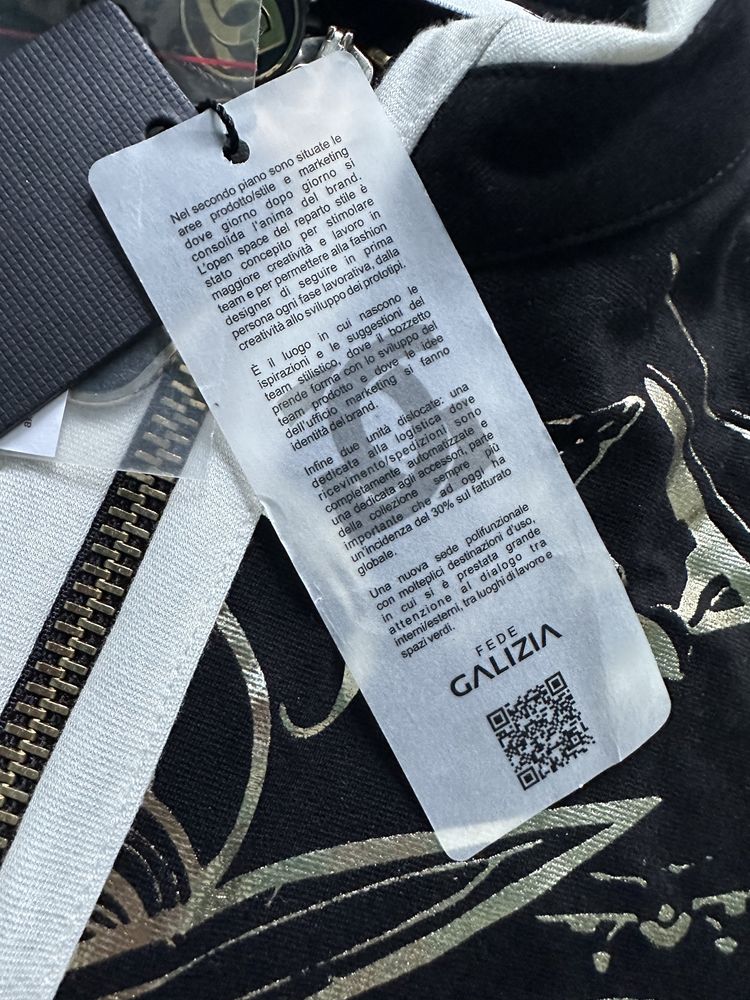 Nel secondo piano sono situate le
aree prodotto/stile e marketing
dove giorno dopo giorno si
consolida l'anima del brand.
L'open space del reparto stile è
stato concepito per stimolare
maggiore creatività e lavoro in
team e per permettere alla fashion
designer di seguire in prima
persona ogni fase lavorativa, dalla
creatività allo sviluppo dei prototipi.
È il luogo in cui nascono le
ispirazioni e le suggestioni del
team stilistico, dove il bozzetto
prende forma con lo sviluppo del
team prodotto e dove le idee
dell'ufficio marketing si fanno
identità del brand.
Infine due unità dislocate: una
dedicata alla logistica dove
ricevimento/spedizioni sono
completamente automatizzate e
una dedicata agli accessori, parte
della collezione sempre più
importante che ad oggi ha
un'incidenza del 30% sul fatturato
globale.
Una nuova sede polifunzionale
con molteplici destinazioni d'uso,
in cui si è prestata grande
attenzione al dialogo tra
interni/esterni, tra luoghi di lavoro e
spazi verdi.
FEDE
GALIZIA